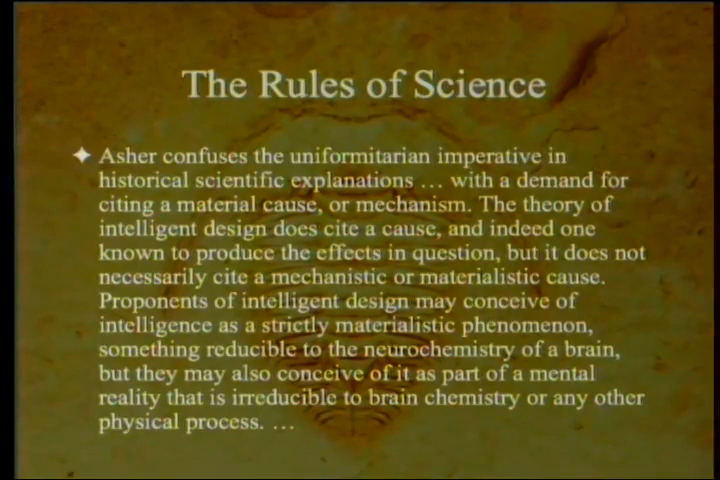 The Rules of Science
Asher confuses the uniformitarian imperative in
historical scientific explanations … with a demand for
citing a material cause, or mechanism. The theory of
intelligent design does cite a cause, and indeed one
known to produce the effects in question, but it does not
necessarily cite a mechanistic or materialistic cause.
Proponents of intelligent design may conceive of
intelligence as a strictly materialistic phenomenon,
something reducible to the neurochemistry of a brain,
but they may also conceive of it as part of a mental
reality that is irreducible to brain chemistry or any other
physical process. …